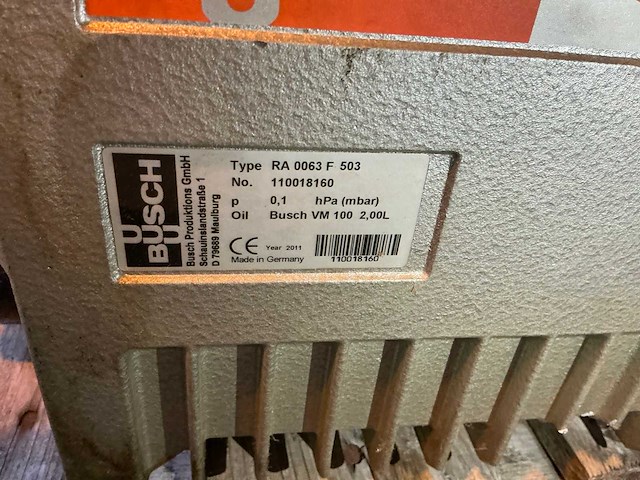 BUSCH
Busch Produktions GmbH
Schauinslandstraße 1
D 79689 Maulburg
Type RA 0063 F 503
No. 110018160
p 0,1 hPa (mbar)
Oil Busch VM 100 2,00L
CE Year 2011
Made in Germany
110018160